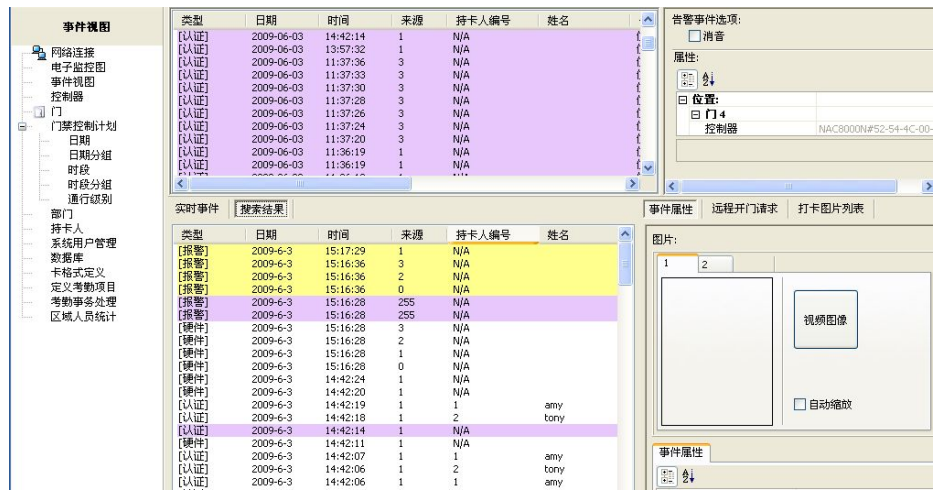 事件视图
网络连接
电子监控图
事件视图
控制器
门
门禁控制计划
日期
日期分组
时段
时段分组
通行级别
部门
持卡人
系统用户管理
数据库
卡格式定义
定义考勤项目
考勤事务处理
区域人员统计
类型 日期 时间 来源 持卡人编号 姓名
[认证] 2009-06-03 14:42:14 1 N/A
[认证] 2009-06-03 13:57:32 1 N/A
[认证] 2009-06-03 11:37:36 3 N/A
[认证] 2009-06-03 11:37:33 3 N/A
[认证] 2009-06-03 11:37:30 3 N/A
[认证] 2009-06-03 11:37:28 3 N/A
[认证] 2009-06-03 11:37:26 3 N/A
[认证] 2009-06-03 11:37:24 3 N/A
[认证] 2009-06-03 11:37:20 3 N/A
[认证] 2009-06-03 11:36:19 1 N/A
[认证] 2009-06-03 11:36:19 1 N/A
实时事件 搜索结果
类型 日期 时间 来源 持卡人编号 姓名
[报警] 2009-6-3 15:17:29 1 N/A
[报警] 2009-6-3 15:16:36 3 N/A
[报警] 2009-6-3 15:16:36 2 N/A
[报警] 2009-6-3 15:16:36 0 N/A
[报警] 2009-6-3 15:16:28 255 N/A
[报警] 2009-6-3 15:16:28 255 N/A
[硬件] 2009-6-3 15:16:28 3 N/A
[硬件] 2009-6-3 15:16:28 2 N/A
[硬件] 2009-6-3 15:16:28 1 N/A
[硬件] 2009-6-3 15:16:28 0 N/A
[硬件] 2009-6-3 14:42:24 1 N/A
[硬件] 2009-6-3 14:42:20 1 N/A
[认证] 2009-6-3 14:42:19 1 1 amy
[认证] 2009-6-3 14:42:18 1 2 tony
[认证] 2009-6-3 14:42:14 1 N/A
[硬件] 2009-6-3 14:42:11 1 N/A
[认证] 2009-6-3 14:42:07 1 1 amy
[认证] 2009-6-3 14:42:06 1 2 tony
[认证] 2009-6-3 14:42:06 1 1 amy
告警事件选项:
消音
属性:
位置:
门 4
控制器 NAC8000N#52-54-4C-00-
事件属性 远程开门请求 打卡图片列表
图片:
1 2
视频图像
自动缩放
事件属性